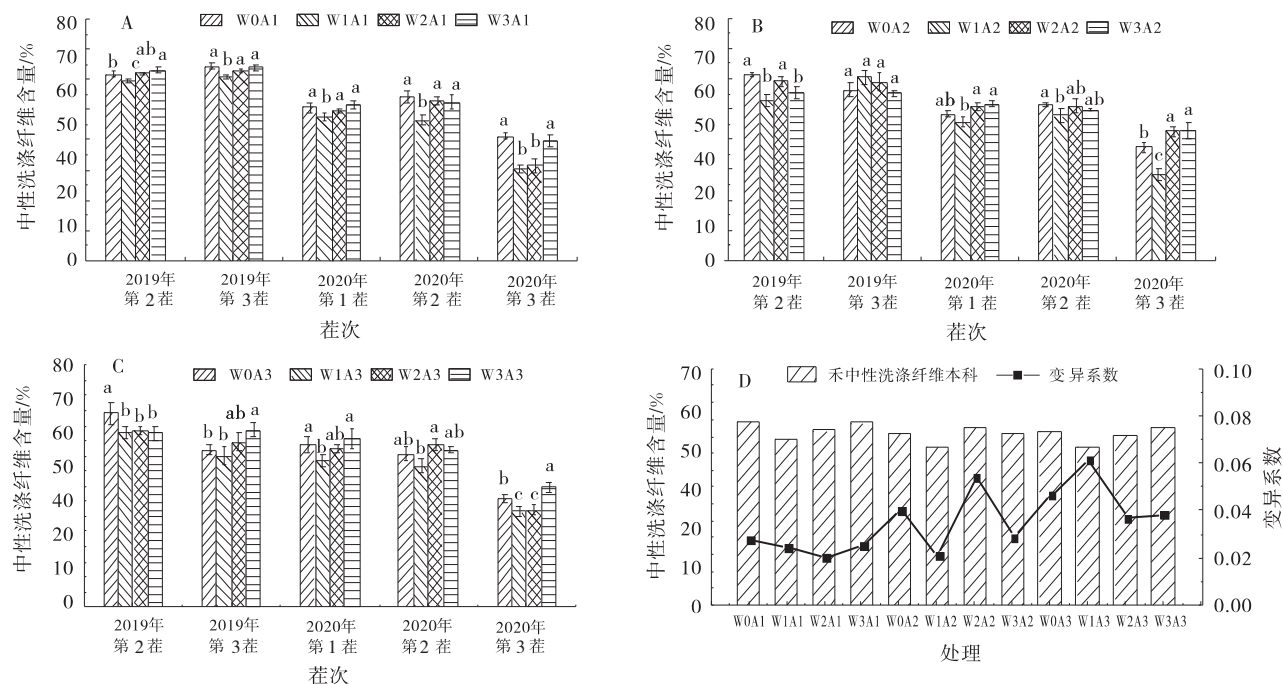 A
W0A1 W1A1 W2A1 W3A1
中性洗涤纤维含量/%
80
70
60
50
40
30
20
10
0
b c ab a
a b a a
a b a a
a b a a
a b b a
2019年 2019年 2020年 2020年 2020年
第2茬 第3茬 第1茬 第2茬 第3茬
茬次
B
W0A2 W1A2 W2A2 W3A2
中性洗涤纤维含量/%
80
70
60
50
40
30
20
10
0
a b a b
a a a a
ab b a a
a b ab ab
b c a a
2019年 2019年 2020年 2020年 2020年
第2茬 第3茬 第1茬 第2茬 第3茬
茬次
C
W0A3 W1A3 W2A3 W3A3
中性洗涤纤维含量/%
80
70
60
50
40
30
20
10
0
a b b b
b b ab a
a b ab a
ab b a ab
b c c a
2019年 2019年 2020年 2020年 2020年
第2茬 第3茬 第1茬 第2茬 第3茬
茬次
D
禾中性洗涤纤维本科 变异系数
中性洗涤纤维含量/%
70
60
50
40
30
20
10
0
0.10
0.08
0.06
0.04
0.02
0.00
变异系数
W0A1 W1A1 W2A1 W3A1 W0A2 W1A2 W2A2 W3A2 W0A3 W1A3 W2A3 W3A3
处理